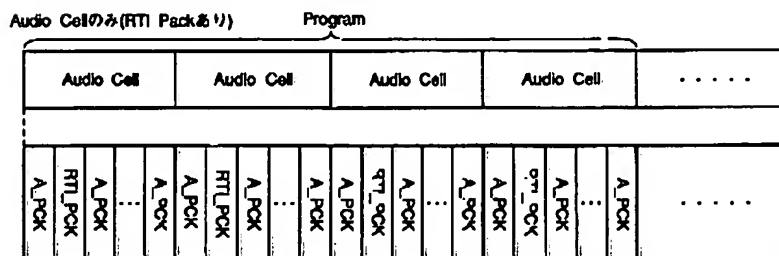 Audio Cellのみ(RTI Packあり) Program
Audio Cell Audio Cell Audio Cell Audio Cell .....
A_PCK RTI_PCK A_PCK ... A_PCK A_PCK RTI_PCK A_PCK ... A_PCK A_PCK RTI_PCK A_PCK ... A_PCK A_PCK RTI_PCK A_PCK ... A_PCK .....